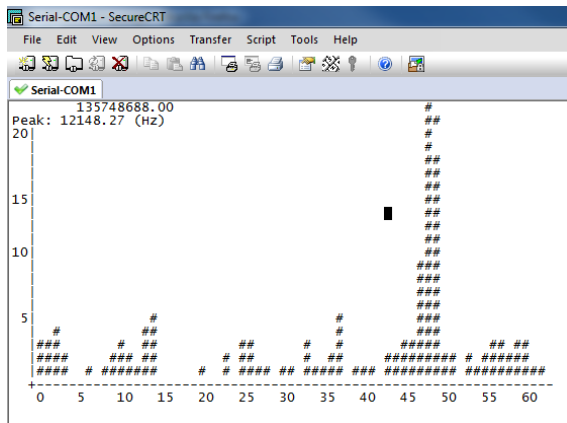 135748688.00 #
Peak: 12148.27 (Hz) ##
20| #
| #
| ##
| ##
| ##
15| ##
| ##
| ##
| ##
10| ##
| ###
| ###
| ###
| ###
5| # # ###
| # ## # ###
|### # ## ## # # ##### ## ##
|#### ### ## # ## # ## ######### # ######
|#### # ####### # # #### ## ##### ### ######### ##########
+---------------------------------------------------------------
0 5 10 15 20 25 30 35 40 45 50 55 60
Serial-COM1 - SecureCRT
File Edit View Options Transfer Script Tools Help
Serial-COM1